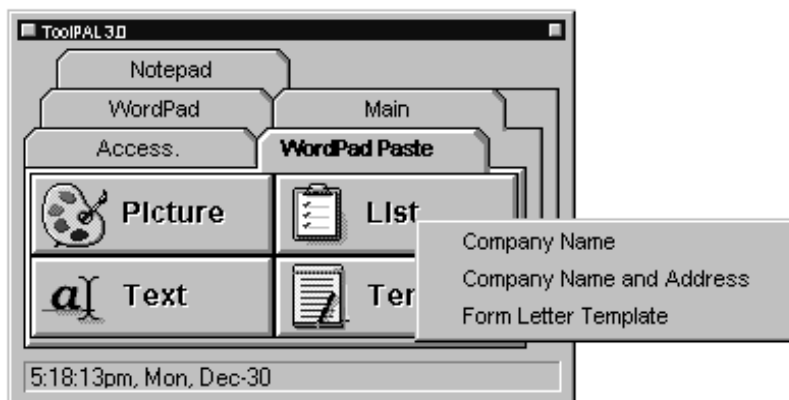 ToolPAL 3.0
Notepad
WordPad Main
Access. WordPad Paste
Picture List
Text
Company Name
Company Name and Address
Form Letter Template
5:18:13pm, Mon, Dec-30